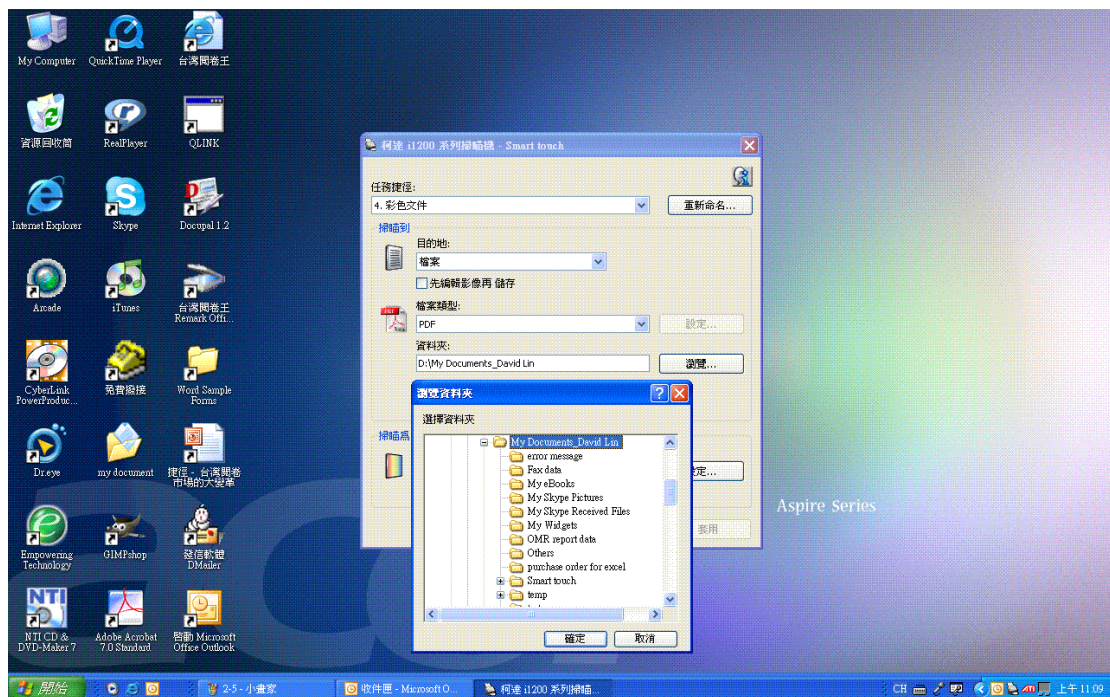 My Computer
QuickTime Player
台灣閱卷王
資源回收筒
RealPlayer
QLINK
Internet Explorer
Skype
Docupal 1.2
Arcade
iTunes
台灣閱卷王
Remark Offi...
CyberLink
PowerProduc...
免費撥接
Word Sample
Forms
Dr.eye
my document
捷徑 - 台灣閱卷
市場的大變革
Empowering
Technology
GIMPshop
發信軟體
DMailer
NTI
NTI CD &
DVD-Maker 7
Adobe Acrobat
7.0 Standard
啟動 Microsoft
Office Outlook
柯達 i1200 系列掃瞄機 - Smart touch
任務捷徑:
4. 彩色文件
重新命名...
掃瞄到
目的地:
檔案
先編輯影像再 儲存
檔案類型:
PDF
設定...
資料夾:
D:\My Documents_David Lin
瀏覽...
掃瞄為
定...
套用
瀏覽資料夾
選擇資料夾
My Documents_David Lin
error message
Fax data
My eBooks
My Skype Pictures
My Skype Received Files
My Widgets
OMR report data
Others
purchase order for excel
Smart touch
temp
確定
取消
Aspire Series
開始
2-5 - 小畫家
收件匣 - Microsoft O...
柯達 i1200 系列掃瞄...
CH
上午 11:09